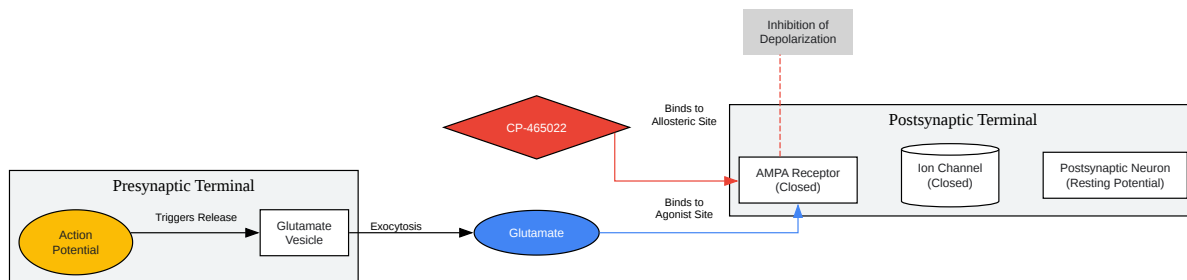 Inhibition of
Depolarization
CP-465022
Binds to
Allosteric Site
Postsynaptic Terminal
AMPA Receptor
(Closed)
Ion Channel
(Closed)
Postsynaptic Neuron
(Resting Potential)
Presynaptic Terminal
Action
Potential
Triggers Release
Glutamate
Vesicle
Exocytosis
Glutamate
Binds to
Agonist Site